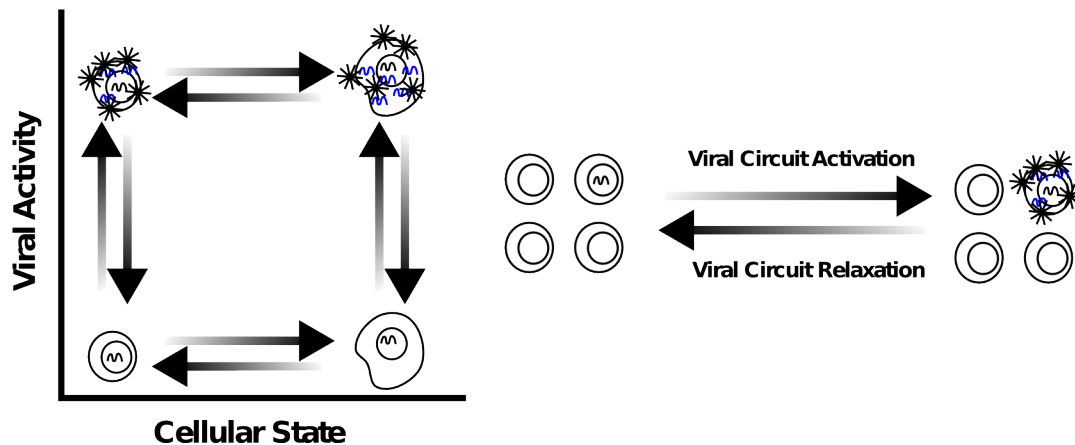 Viral Activity
Cellular State
Viral Circuit Activation
Viral Circuit Relaxation